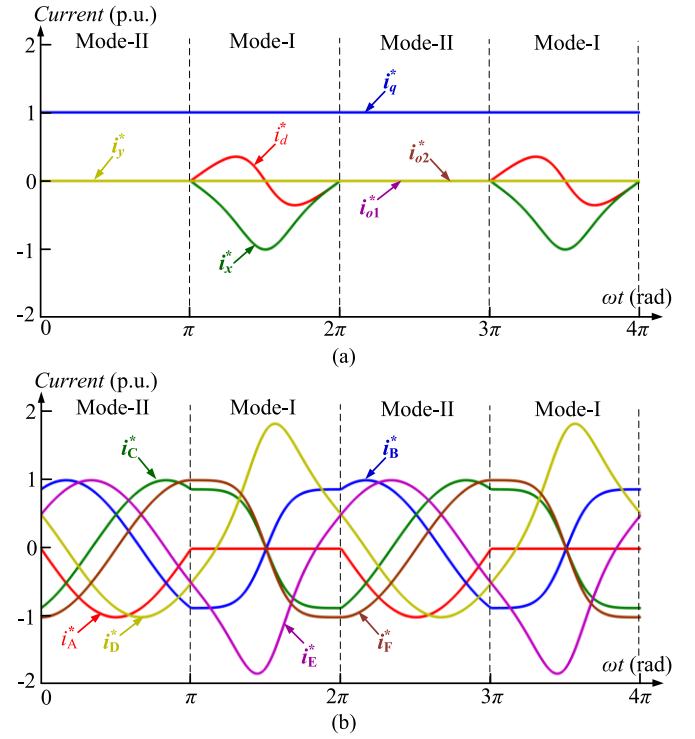 Current (p.u.)
Mode-II Mode-I Mode-II Mode-I
2
1
0
-1
-2
i*q
i*d
i*y
i*o2
i*o1
i*x
ωt (rad)
0 π 2π 3π 4π
(a)
Current (p.u.)
Mode-II Mode-I Mode-II Mode-I
2
1
0
-1
-2
i*C
i*B
i*A
i*D
i*E
i*F
ωt (rad)
0 π 2π 3π 4π
(b)